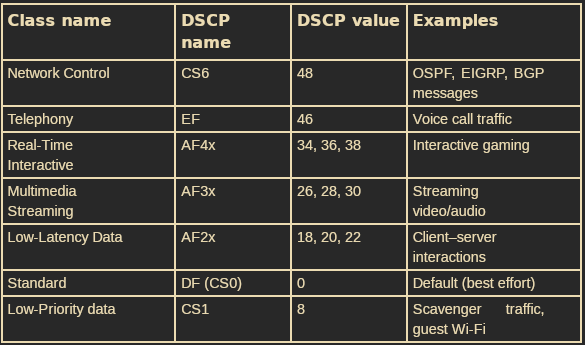 Class name DSCP name DSCP value Examples
Network Control CS6 48 OSPF, EIGRP, BGP messages
Telephony EF 46 Voice call traffic
Real-Time Interactive AF4x 34, 36, 38 Interactive gaming
Multimedia Streaming AF3x 26, 28, 30 Streaming video/audio
Low-Latency Data AF2x 18, 20, 22 Client–server interactions
Standard DF (CS0) 0 Default (best effort)
Low-Priority data CS1 8 Scavenger traffic, guest Wi-Fi